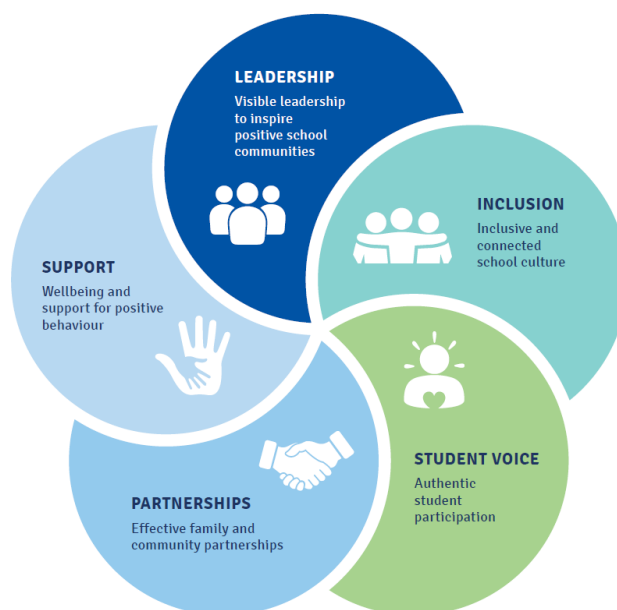 LEADERSHIP
Visible leadership
to inspire
positive school
communities
INCLUSION
Inclusive and
connected
school culture
STUDENT VOICE
Authentic
student
participation
PARTNERSHIPS
Effective family and
community partnerships
SUPPORT
Wellbeing and
support for positive
behaviour